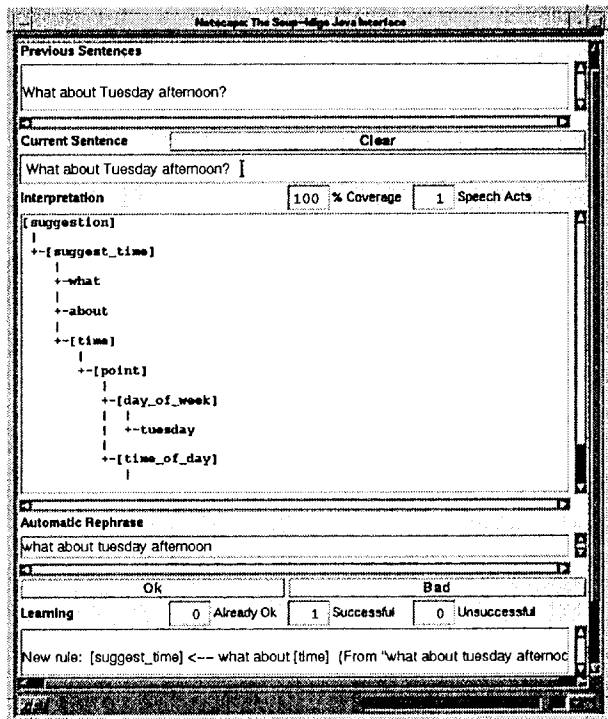 Netscape: The Soup-Idigo Java Interface
Previous Sentences
What about Tuesday afternoon?
Current Sentence Clear
What about Tuesday afternoon?
Interpretation 100 % Coverage 1 Speech Acts
[suggestion]
|
+-[suggest_time]
|
+-what
|
+-about
|
+-[time]
|
+-[point]
|
+-[day_of_week]
| |
| +-tuesday
|
+-[time_of_day]
|
Automatic Rephrase
what about tuesday afternoon
Ok Bad
Learning 0 Already Ok 1 Successful 0 Unsuccessful
New rule: [suggest_time] <-- what about [time] (From "what about tuesday afternoc